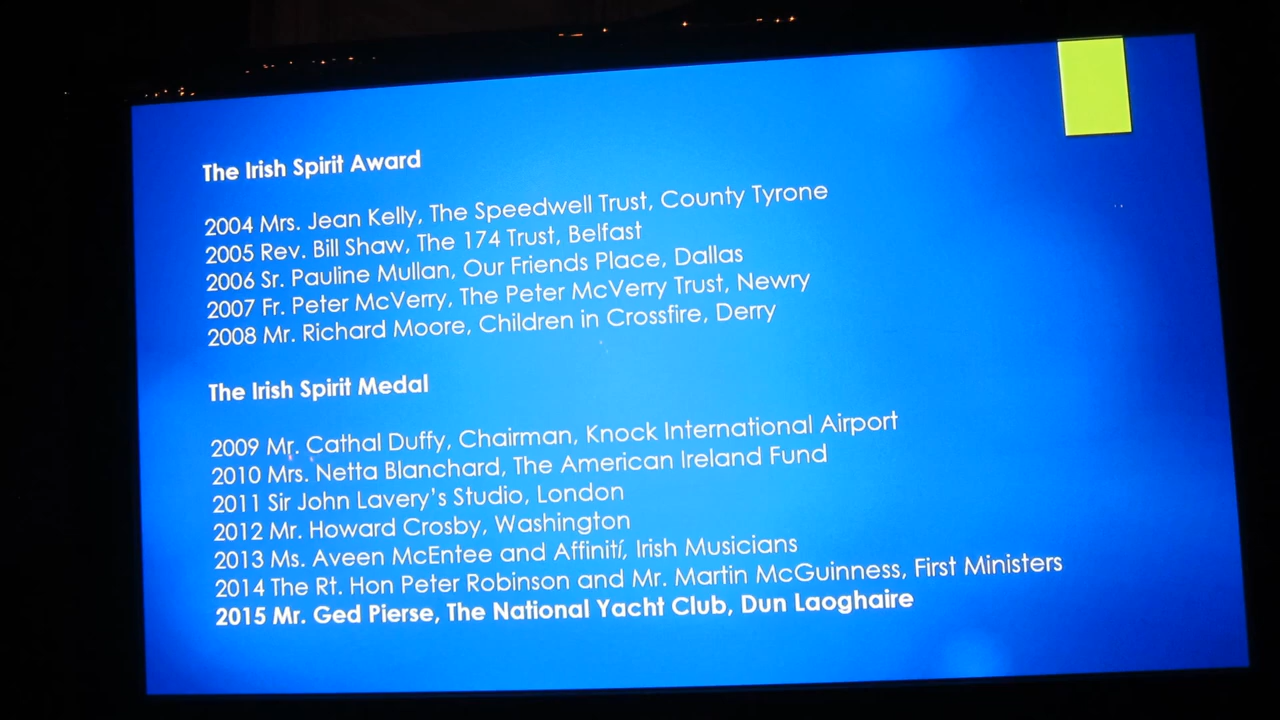 The Irish Spirit Award
2004 Mrs. Jean Kelly, The Speedwell Trust, County Tyrone
2005 Rev. Bill Shaw, The 174 Trust, Belfast
2006 Sr. Pauline Mullan, Our Friends Place, Dallas
2007 Fr. Peter McVerry, The Peter McVerry Trust, Newry
2008 Mr. Richard Moore, Children in Crossfire, Derry
The Irish Spirit Medal
2009 Mr. Cathal Duffy, Chairman, Knock International Airport
2010 Mrs. Netta Blanchard, The American Ireland Fund
2011 Sir John Lavery's Studio, London
2012 Mr. Howard Crosby, Washington
2013 Ms. Aveen McEntee and Affinití, Irish Musicians
2014 The Rt. Hon Peter Robinson and Mr. Martin McGuinness, First Ministers
2015 Mr. Ged Pierse, The National Yacht Club, Dun Laoghaire